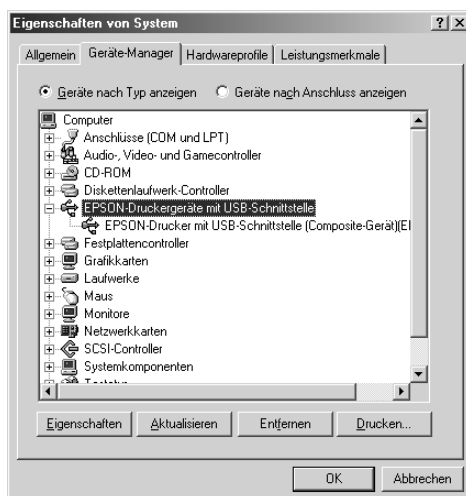 Eigenschaften von System
Allgemein Geräte-Manager Hardwareprofile Leistungsmerkmale
Geräte nach Typ anzeigen Geräte nach Anschluss anzeigen
Computer
Anschlüsse (COM und LPT)
Audio-, Video- und Gamecontroller
CD-ROM
Diskettenlaufwerk-Controller
EPSON-Druckergeräte mit USB-Schnittstelle
EPSON-Drucker mit USB-Schnittstelle (Composite-Gerät)(E
Festplattencontroller
Grafikkarten
Laufwerke
Maus
Monitore
Netzwerkkarten
SCSI-Controller
Systemkomponenten
Eigenschaften Aktualisieren Entfernen Drucken...
OK Abbrechen